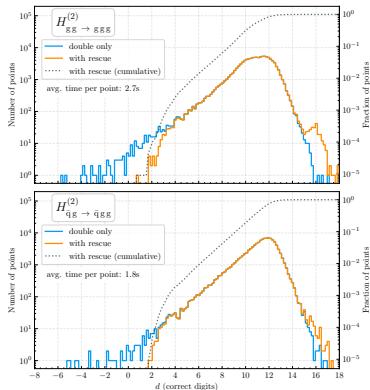 H^{(2)}_{gg → ggg}
double only
with rescue
with rescue (cumulative)
avg. time per point: 2.7s
Number of points
10^5
10^4
10^3
10^2
10^1
10^0
Fraction of points
10^0
10^{-1}
10^{-2}
10^{-3}
10^{-4}
10^{-5}
H^{(2)}_{q̄g → q̄gg}
double only
with rescue
with rescue (cumulative)
avg. time per point: 1.8s
Number of points
10^5
10^4
10^3
10^2
10^1
10^0
Fraction of points
10^0
10^{-1}
10^{-2}
10^{-3}
10^{-4}
10^{-5}
−8 −6 −4 −2 0 2 4 6 8 10 12 14 16 18
d (correct digits)